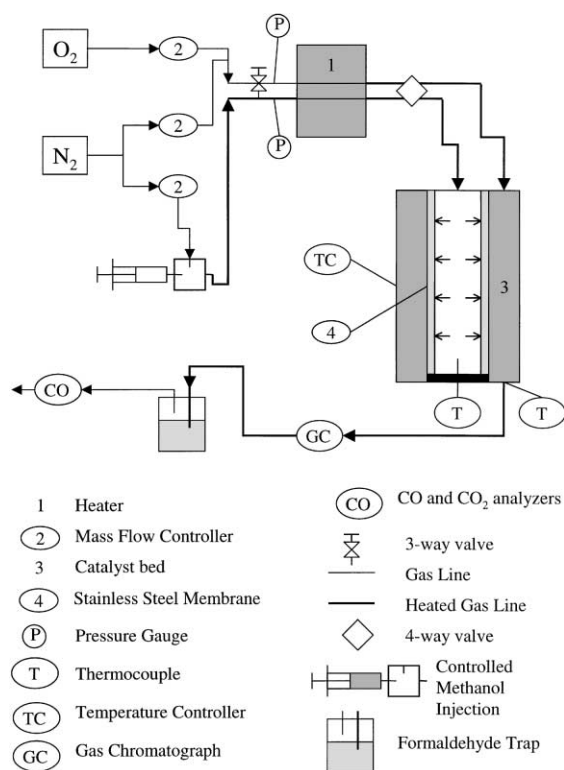 P
O₂
2
1
2
N₂
P
2
TC
3
4
CO
T
T
GC
1 Heater
2 Mass Flow Controller
3 Catalyst bed
4 Stainless Steel Membrane
P Pressure Gauge
T Thermocouple
TC Temperature Controller
GC Gas Chromatograph
CO CO and CO₂ analyzers
3-way valve
Gas Line
Heated Gas Line
4-way valve
Controlled
Methanol
Injection
Formaldehyde Trap